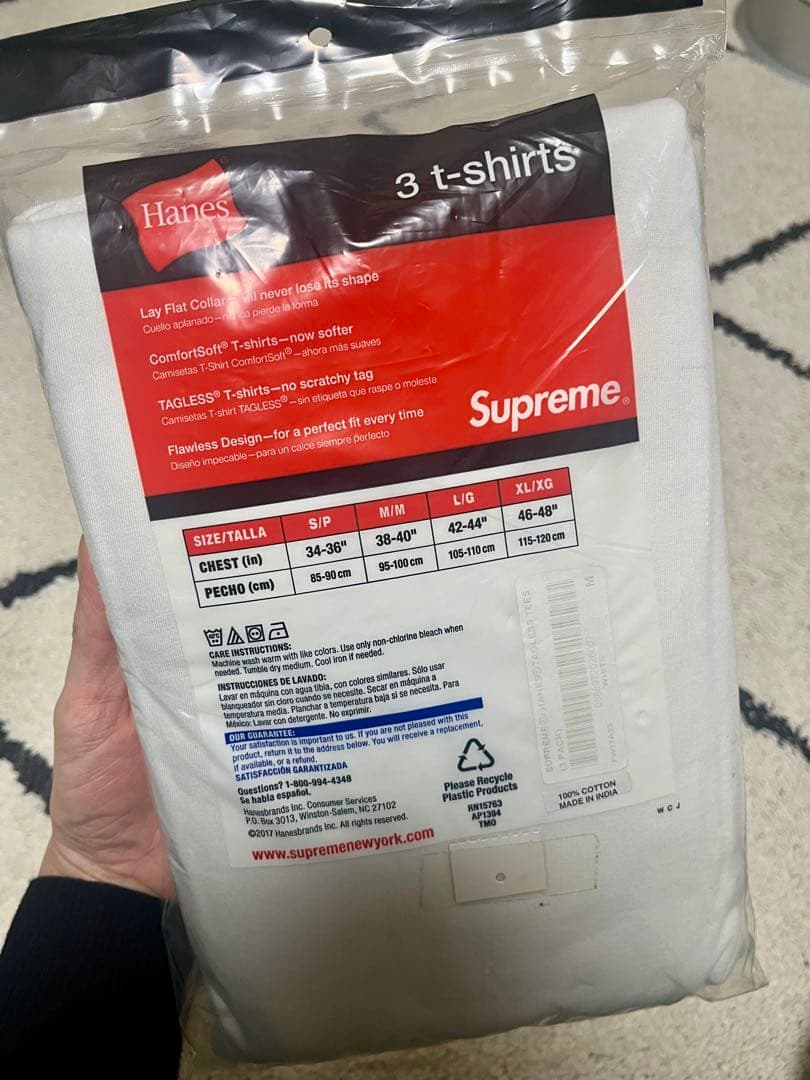 Hanes®
3 t-shirts
Lay Flat Collar will never lose its shape
Cuello aplanado— pierde la forma
ComfortSoft® T-shirts—now softer
Camisetas T-Shirt ComfortSoft®—ahora más suaves
TAGLESS® T-shirts—no scratchy tag
Camisetas T-shirt TAGLESS®—sin etiqueta que raspe o moleste
Flawless Design—for a perfect fit every time
Diseño impecable—para un calce siempre perfecto
Supreme®
SIZE/TALLA S/P M/M L/G XL/XG
CHEST (in) 34-36" 38-40" 42-44" 46-48"
PECHO (cm) 85-90 cm 95-100 cm 105-110 cm 115-120 cm
CARE INSTRUCTIONS:
Machine wash warm with like colors. Use only non-chlorine bleach when
needed. Tumble dry medium. Cool iron if needed.
INSTRUCCIONES DE LAVADO:
Lavar en máquina con agua tibia, con colores similares. Sólo usar
blanqueador sin cloro cuando se necesite. Secar en máquina a
temperatura media. Planchar a temperatura baja si se necesita. Para
México: Lavar con detergente. No exprimir.
OUR GUARANTEE:
Your satisfaction is important to us. If you are not pleased with this
product, return it to the address below. You will receive a replacement,
if available, or a refund.
SATISFACCIÓN GARANTIZADA
Questions? 1-800-994-4348
Se habla español.
Hanesbrands Inc. Consumer Services
P.O. Box 3013, Winston-Salem, NC 27102
©2017 Hanesbrands Inc. All rights reserved.
www.supremenewyork.com
Please Recycle
Plastic Products
RN15763
AP1394
TMO
SUPREME®/HANES® TAGLESS TEES
(3 PACK)
M
WHITE
FW17A33
100% COTTON
MADE IN INDIA
W C J